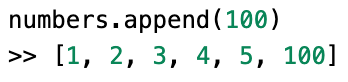 numbers.append(100)
>> [1, 2, 3, 4, 5, 100]